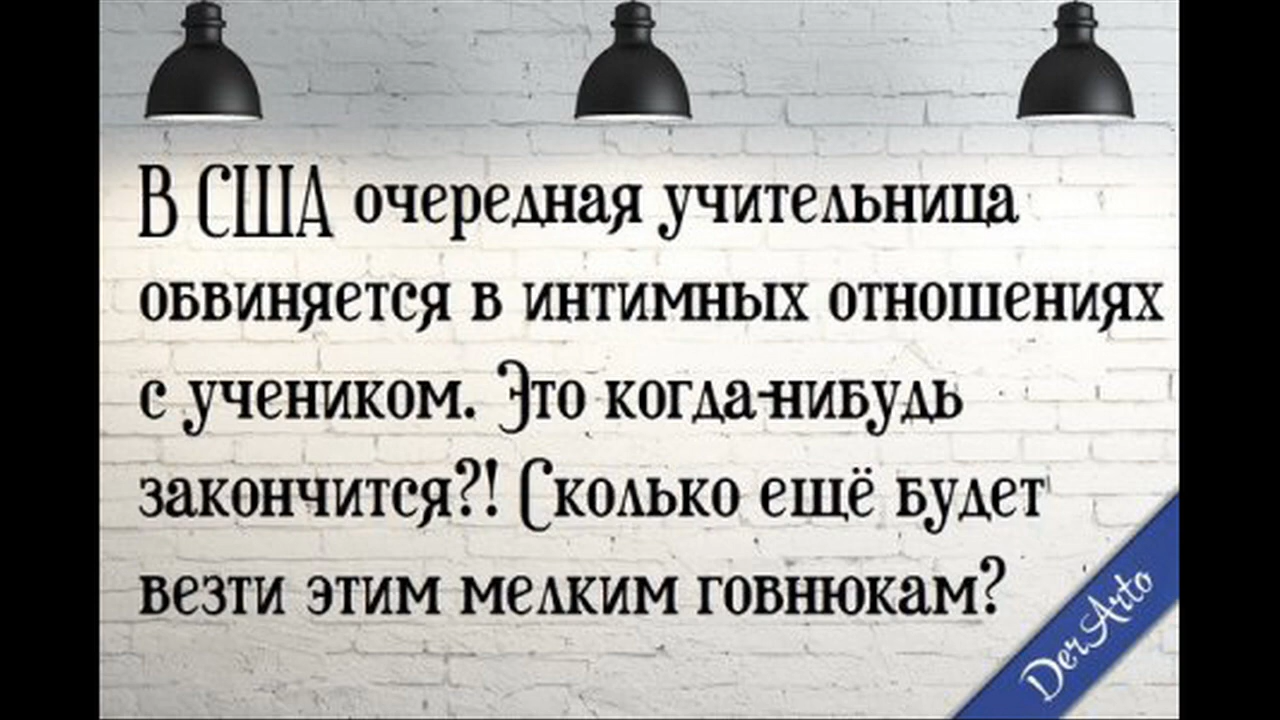 В США очередная учительница
обвиняется в интимных отношениях
с учеником. Это когда-нибудь
закончится?! Сколько ещё будет
везти этим мелким говнюкам?
DerArto